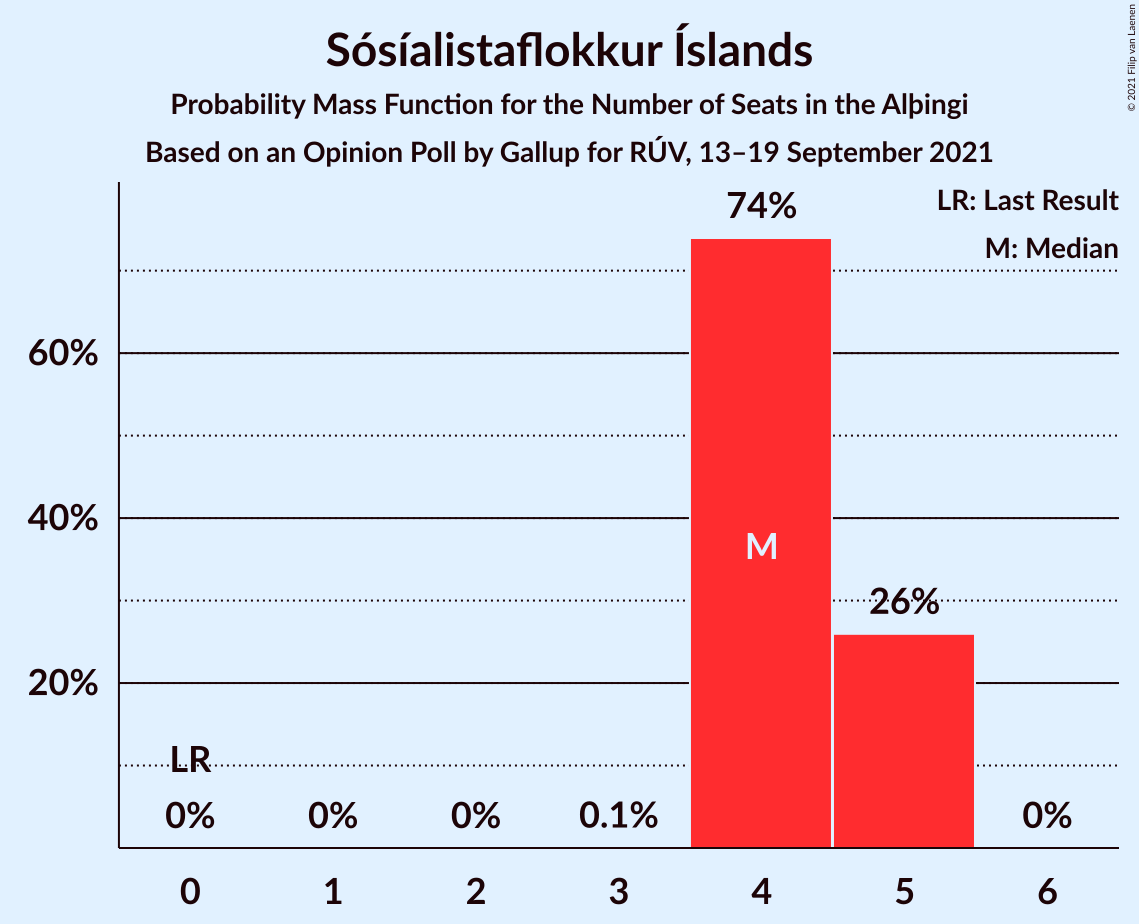 Sósíalistaflokkur Íslands
Probability Mass Function for the Number of Seats in the Alþingi
Based on an Opinion Poll by Gallup for RÚV, 13–19 September 2021
© 2021 Filip van Laenen
LR: Last Result
M: Median
74%
60%
40%
M
26%
20%
LR
0% 0% 0% 0.1% 0%
0 1 2 3 4 5 6